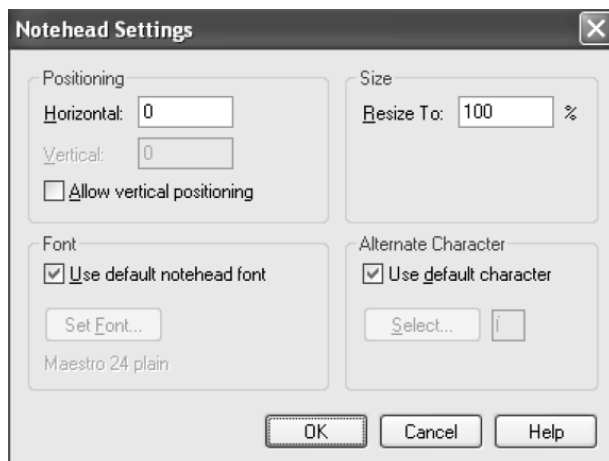 Notehead Settings
Positioning
Horizontal: 0
Vertical: 0
Allow vertical positioning
Size
Resize To: 100 %
Font
Use default notehead font
Set Font...
Maestro 24 plain
Alternate Character
Use default character
Select...
OK Cancel Help